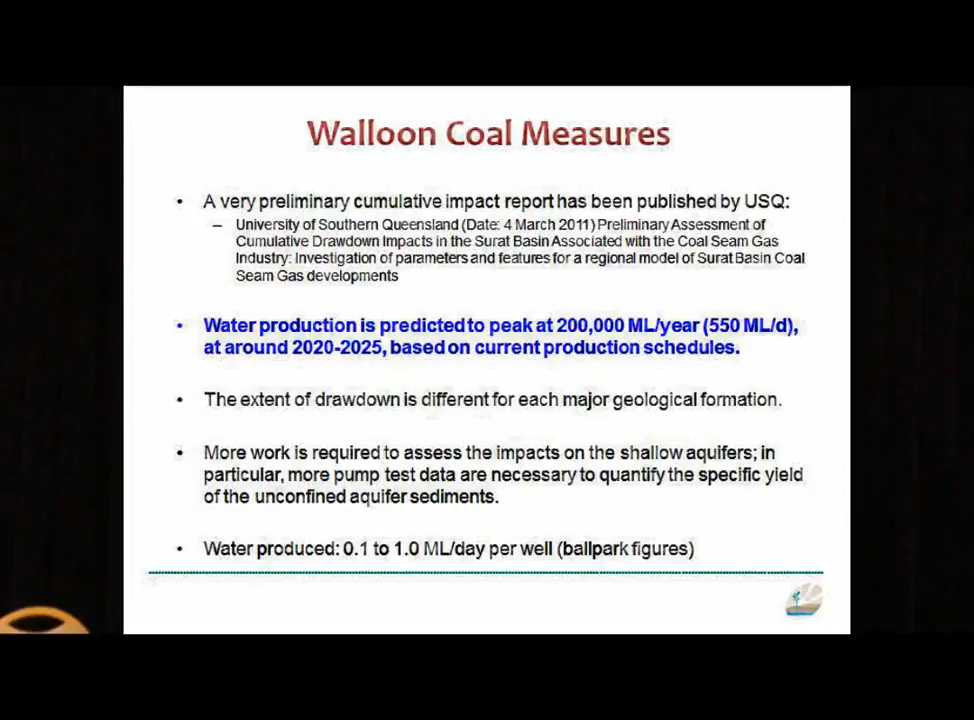 Walloon Coal Measures
• A very preliminary cumulative impact report has been published by USQ:
– University of Southern Queensland (Date: 4 March 2011) Preliminary Assessment of
Cumulative Drawdown Impacts in the Surat Basin Associated with the Coal Seam Gas
Industry: Investigation of parameters and features for a regional model of Surat Basin Coal
Seam Gas developments
• Water production is predicted to peak at 200,000 ML/year (550 ML/d),
at around 2020-2025, based on current production schedules.
• The extent of drawdown is different for each major geological formation.
• More work is required to assess the impacts on the shallow aquifers; in
particular, more pump test data are necessary to quantify the specific yield
of the unconfined aquifer sediments.
• Water produced: 0.1 to 1.0 ML/day per well (ballpark figures)